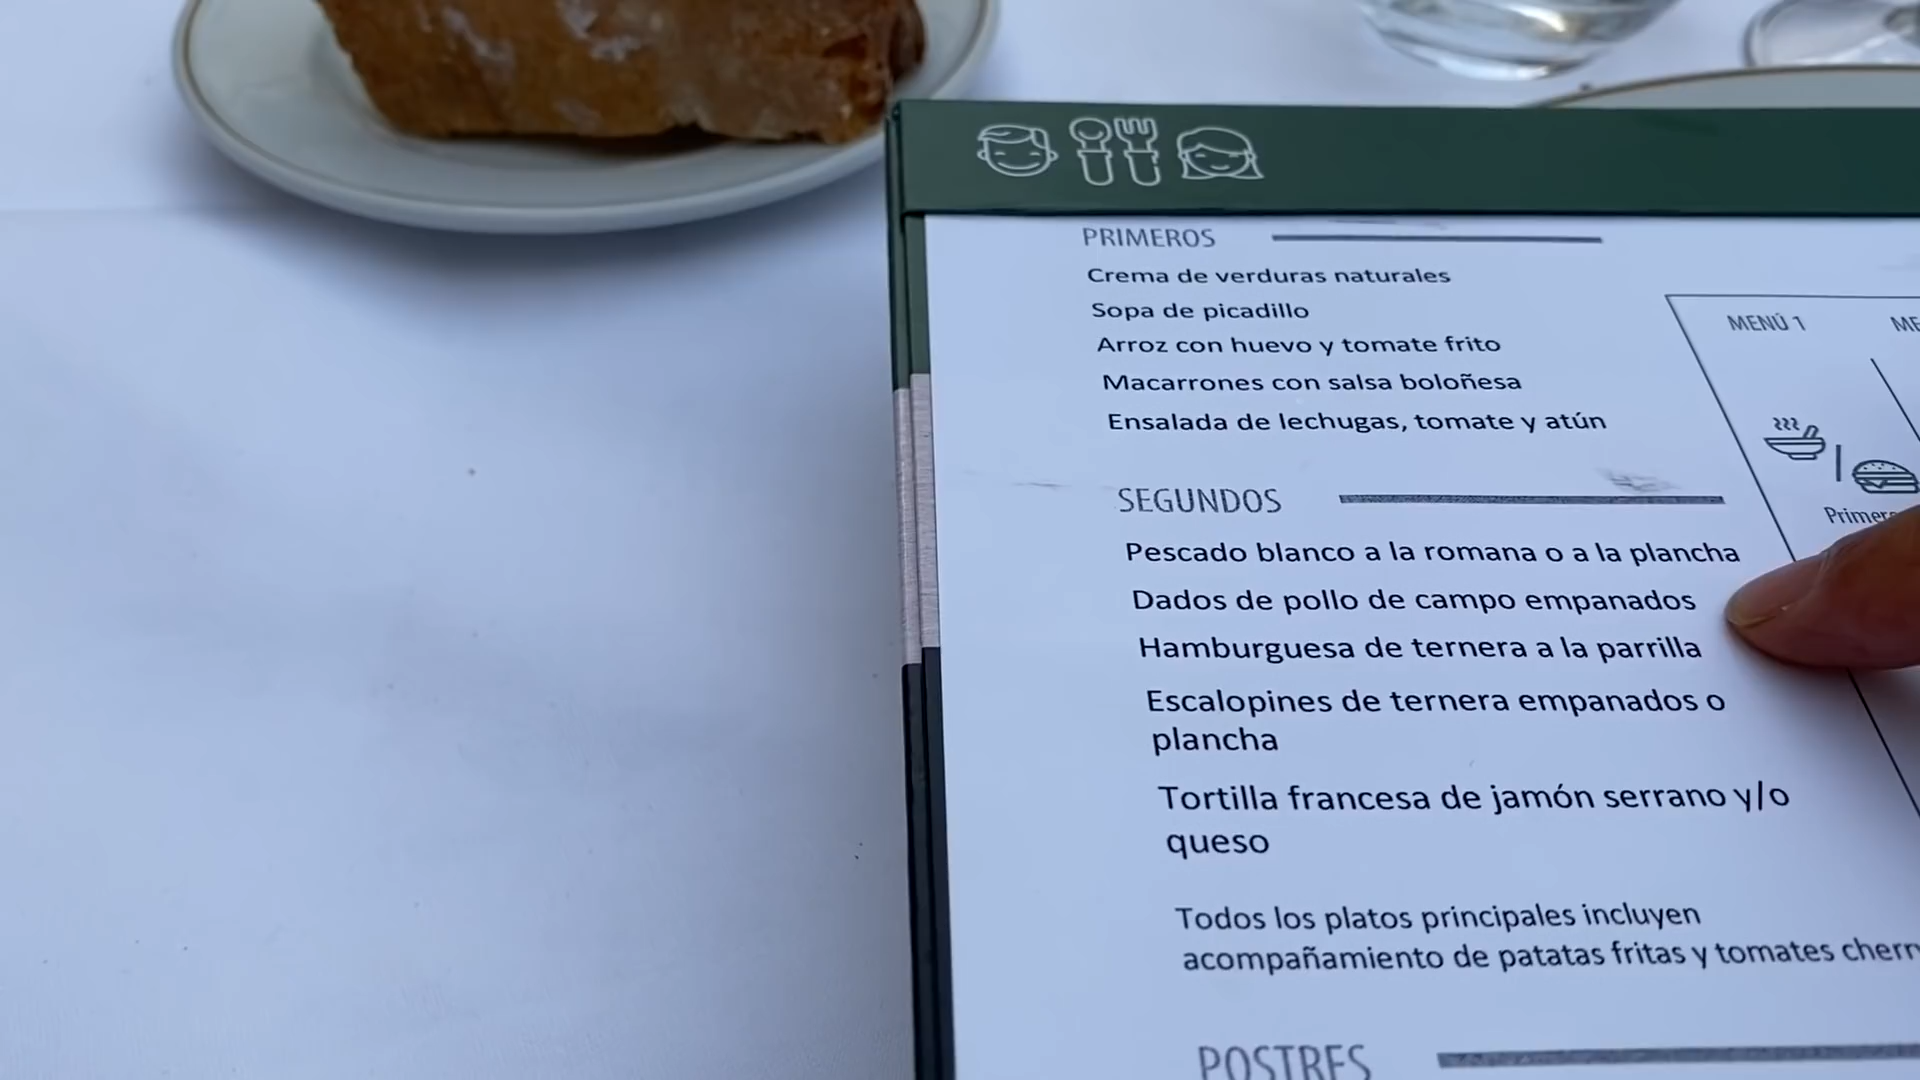 PRIMEROS
Crema de verduras naturales
Sopa de picadillo
Arroz con huevo y tomate frito
Macarrones con salsa boloñesa
Ensalada de lechugas, tomate y atún
MENÚ 1
SEGUNDOS
Pescado blanco a la romana o a la plancha
Dados de pollo de campo empanados
Hamburguesa de ternera a la parrilla
Escalopines de ternera empanados o
plancha
Tortilla francesa de jamón serrano y/o
queso
Todos los platos principales incluyen
acompañamiento de patatas fritas y tomates cherr
POSTRES